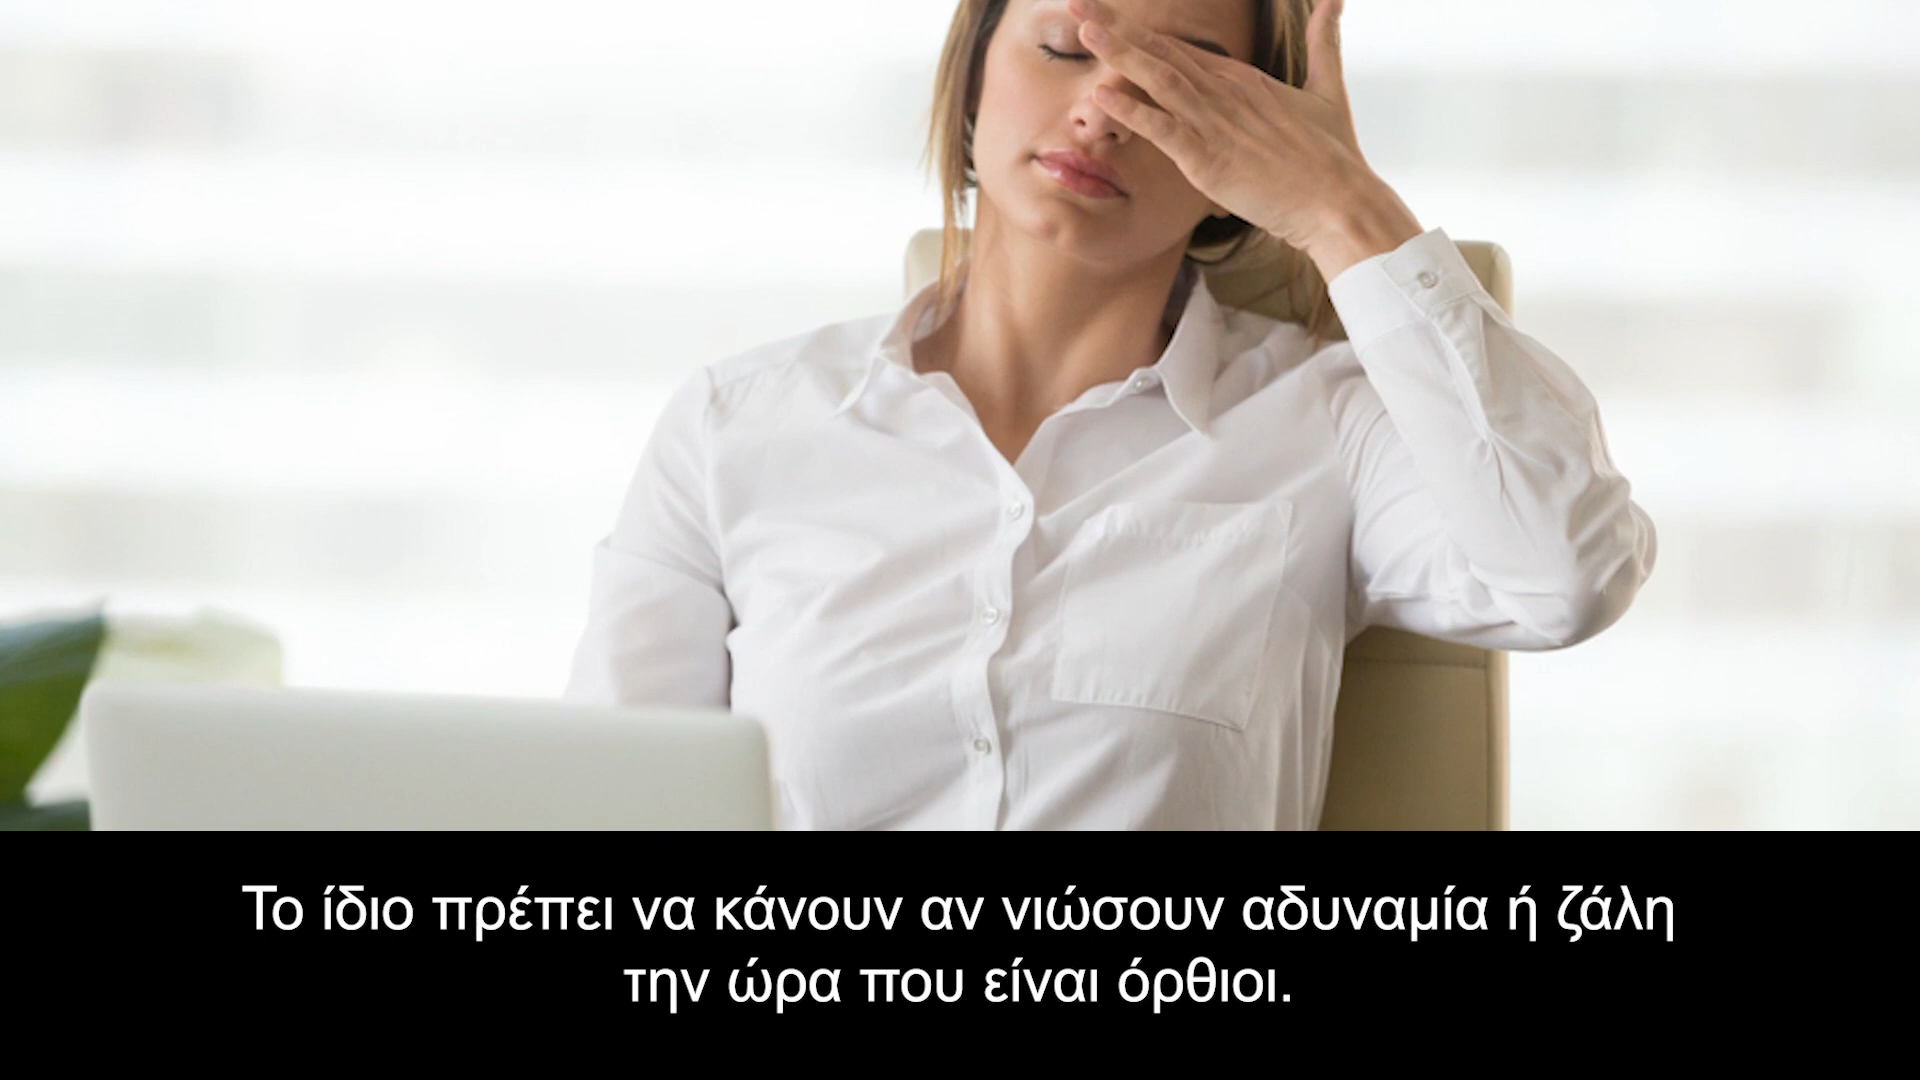 Το ίδιο πρέπει να κάνουν αν νιώσουν αδυναμία ή ζάλη
την ώρα που είναι όρθιοι.